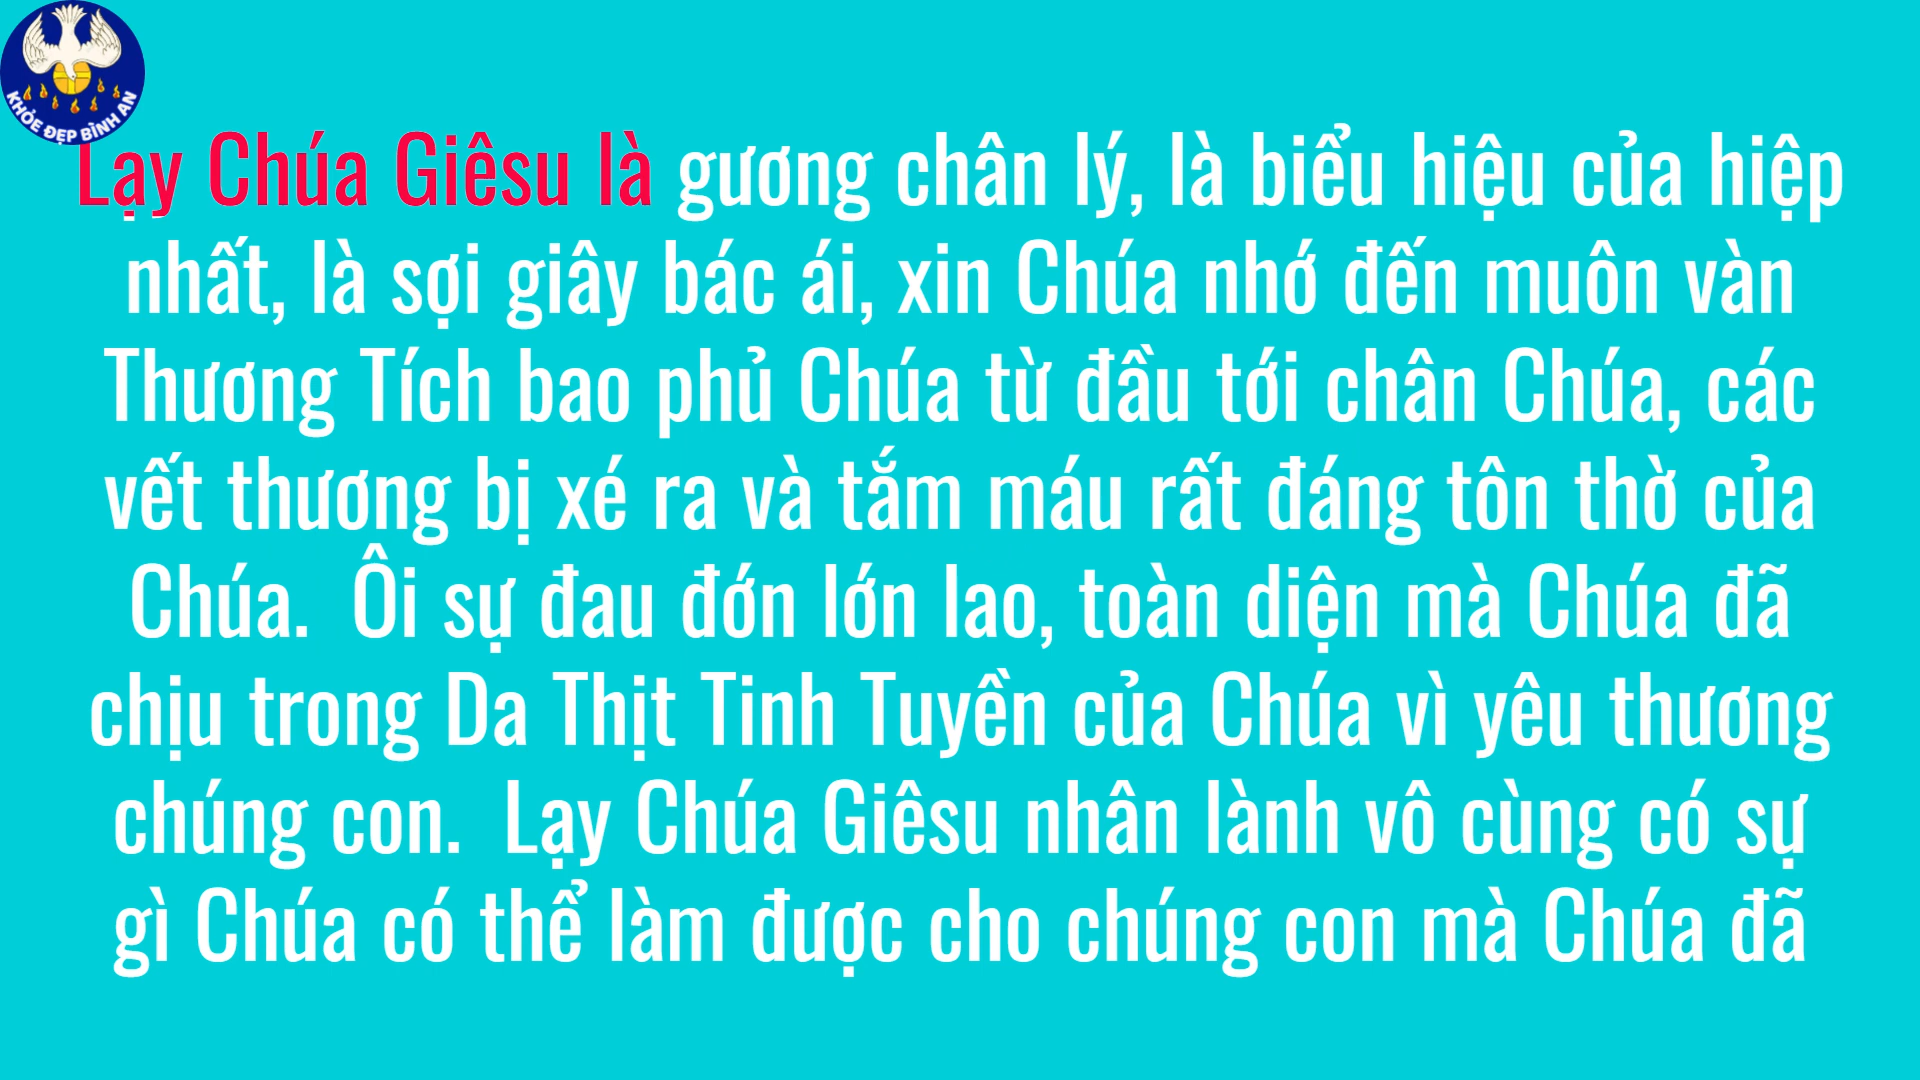 KHỎE ĐẸP BÌNH AN
Lạy Chúa Giêsu là gương chân lý, là biểu hiệu của hiệp
nhất, là sợi giây bác ái, xin Chúa nhớ đến muôn vàn
Thương Tích bao phủ Chúa từ đầu tới chân Chúa, các
vết thương bị xé ra và tắm máu rất đáng tôn thờ của
Chúa.  Ôi sự đau đớn lớn lao, toàn diện mà Chúa đã
chịu trong Da Thịt Tinh Tuyền của Chúa vì yêu thương
chúng con.  Lạy Chúa Giêsu nhân lành vô cùng có sự
gì Chúa có thể làm được cho chúng con mà Chúa đã